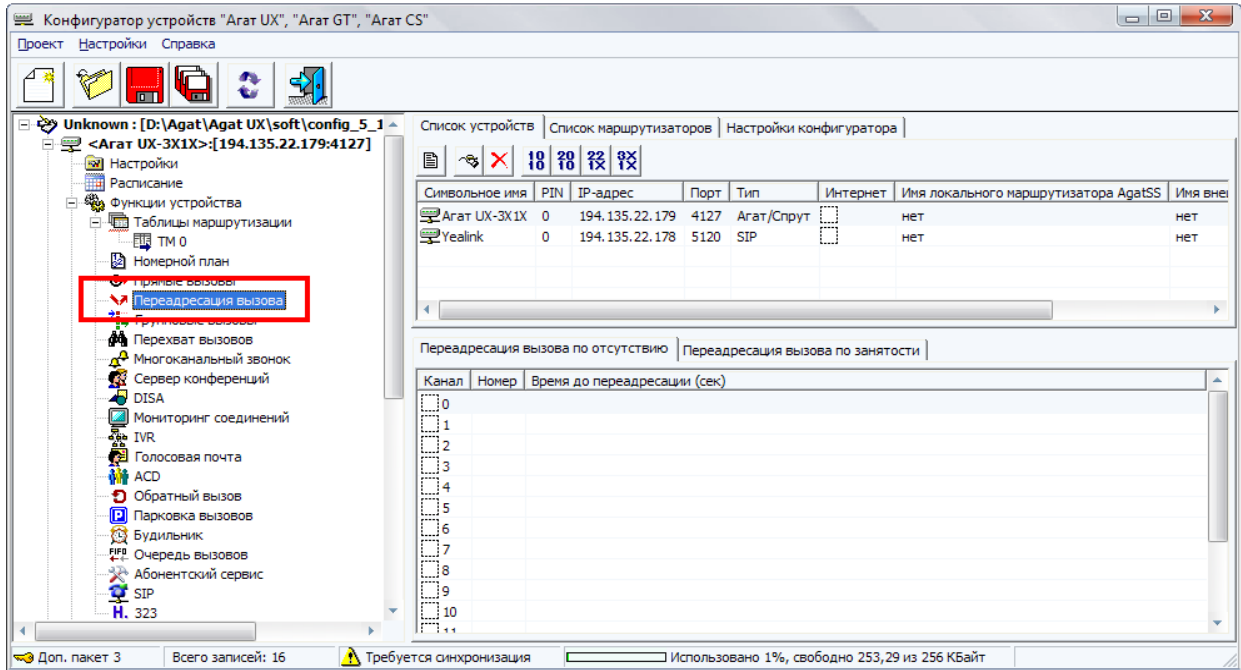 Конфигуратор устройств "Агат UX", "Агат GT", "Агат CS"
Проект Настройки Справка
Unknown : [D:\Agat\Agat UX\soft\config_5_1
<Агат UX-3X1X>:[194.135.22.179:4127]
Настройки
Расписание
Функции устройства
Таблицы маршрутизации
ТМ 0
Номерной план
Прямые вызовы
Переадресация вызова
Групповые вызовы
Перехват вызовов
Многоканальный звонок
Сервер конференций
DISA
Мониторинг соединений
IVR
Голосовая почта
ACD
Обратный вызов
Парковка вызовов
Будильник
FIFO Очередь вызовов
Абонентский сервис
SIP
H. 323
Список устройств Список маршрутизаторов Настройки конфигуратора
Символьное имя PIN IP-адрес Порт Тип Интернет Имя локального маршрутизатора AgatSS Имя вне
Агат UX-3X1X 0 194.135.22.179 4127 Агат/Спрут нет нет
Yealink 0 194.135.22.178 5120 SIP нет нет
Переадресация вызова по отсутствию Переадресация вызова по занятости
Канал Номер Время до переадресации (сек)
0
1
2
3
4
5
6
7
8
9
10
11
Доп. пакет 3 Всего записей: 16 Требуется синхронизация Использовано 1%, свободно 253,29 из 256 КБайт